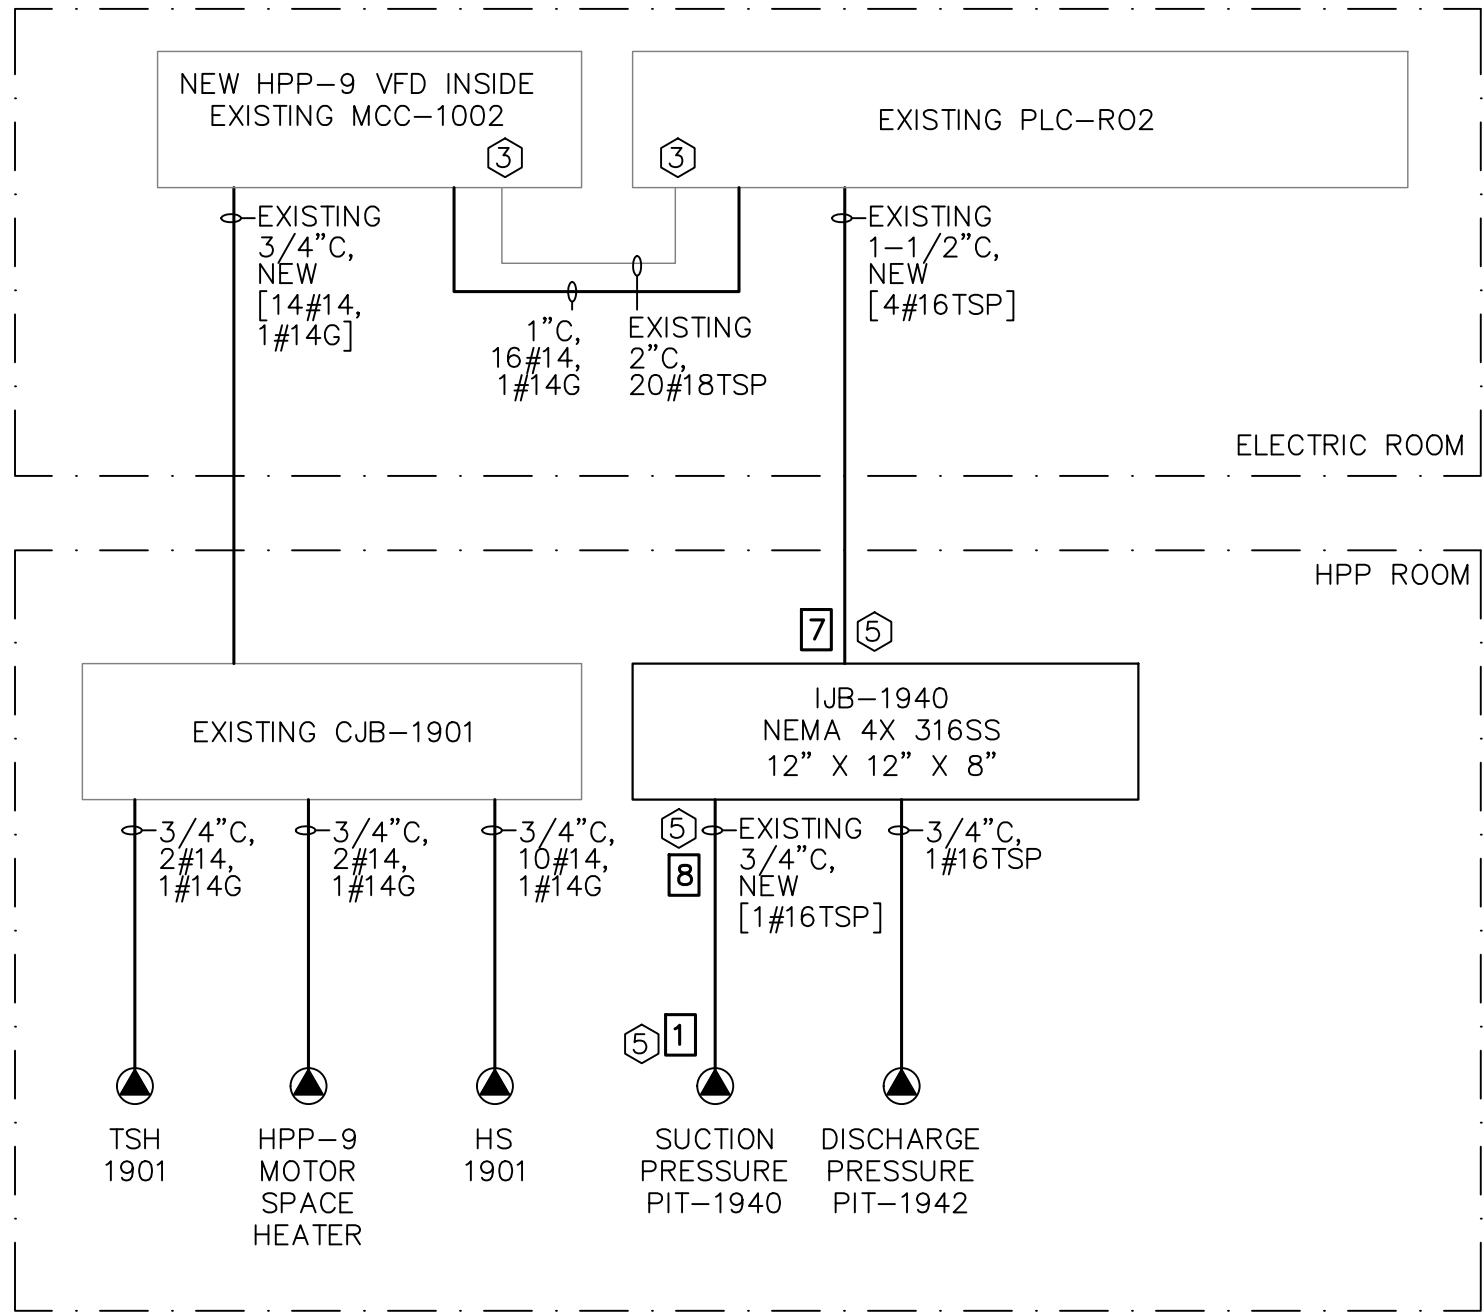 NEW HPP-9 VFD INSIDE
EXISTING MCC-1002
3
EXISTING PLC-RO2
3
EXISTING
3/4"C,
NEW
[14#14,
1#14G]
1"C,
16#14,
1#14G
EXISTING
2"C,
20#18TSP
EXISTING
1-1/2"C,
NEW
[4#16TSP]
ELECTRIC ROOM
HPP ROOM
7
5
EXISTING CJB-1901
IJB-1940
NEMA 4X 316SS
12" X 12" X 8"
3/4"C,
2#14,
1#14G
3/4"C,
2#14,
1#14G
3/4"C,
10#14,
1#14G
5
8
EXISTING
3/4"C,
NEW
[1#16TSP]
3/4"C,
1#16TSP
5
1
TSH
1901
HPP-9
MOTOR
SPACE
HEATER
HS
1901
SUCTION
PRESSURE
PIT-1940
DISCHARGE
PRESSURE
PIT-1942